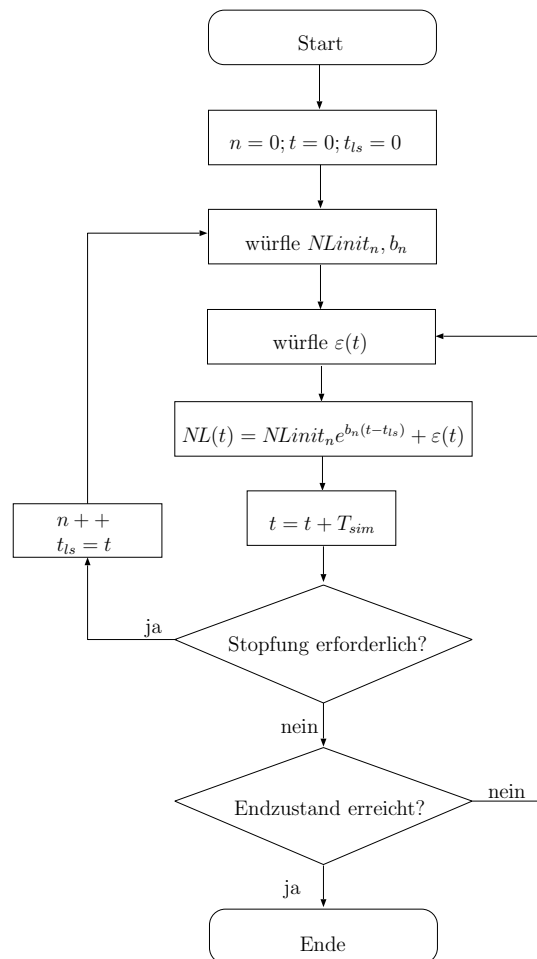 Start
n = 0; t = 0; t_{ls} = 0
würfle NLinit_n, b_n
würfle ε(t)
NL(t) = NLinit_n e^{b_n(t−t_{ls})} + ε(t)
n + +
t_{ls} = t
t = t + T_{sim}
ja
Stopfung erforderlich?
nein
Endzustand erreicht?
nein
ja
Ende